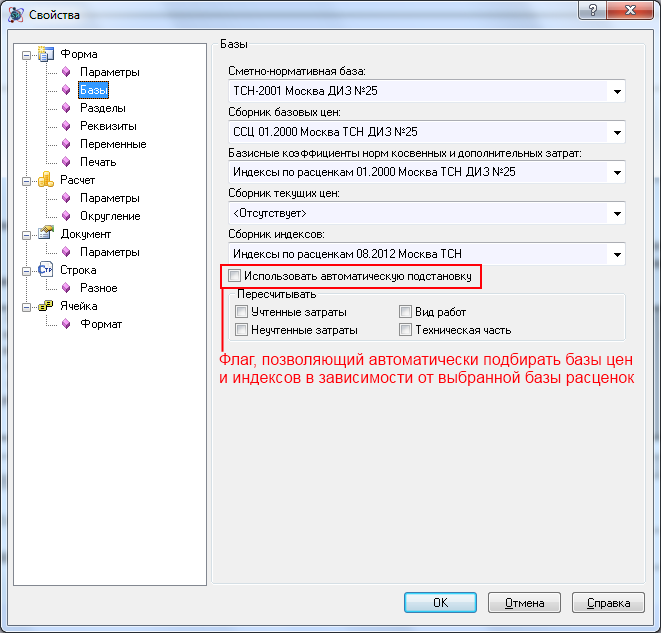 Свойства
Форма
Параметры
Базы
Разделы
Реквизиты
Переменные
Печать
Расчет
Параметры
Округление
Документ
Параметры
Стр
Строка
Разное
Ячейка
Формат
Базы
Сметно-нормативная база:
ТСН-2001 Москва ДИЗ №25
Сборник базовых цен:
ССЦ 01.2000 Москва ТСН ДИЗ №25
Базисные коэффициенты норм косвенных и дополнительных затрат:
Индексы по расценкам 01.2000 Москва ТСН ДИЗ №25
Сборник текущих цен:
<Отсутствует>
Сборник индексов:
Индексы по расценкам 08.2012 Москва ТСН
Использовать автоматическую подстановку
Пересчитывать
Учтенные затраты
Вид работ
Неучтенные затраты
Техническая часть
Флаг, позволяющий автоматически подбирать базы цен
и индексов в зависимости от выбранной базы расценок
OK
Отмена
Справка